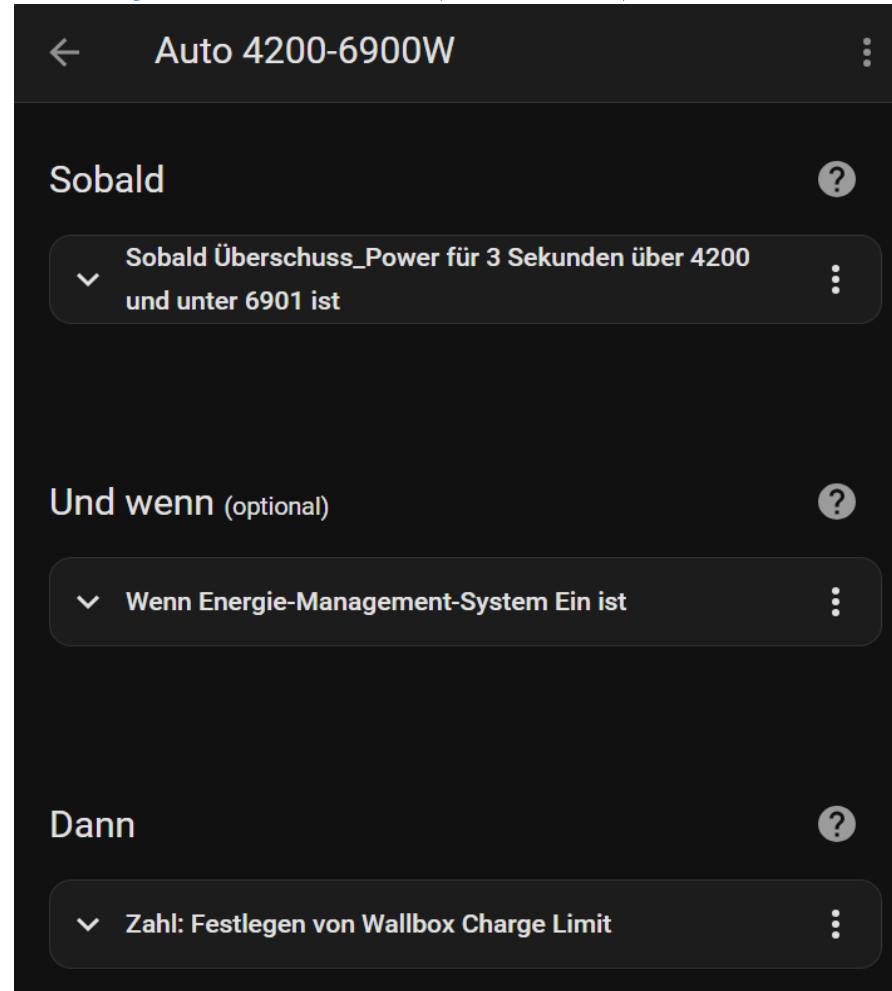 Auto 4200-6900W
Sobald
Sobald Überschuss_Power für 3 Sekunden über 4200
und unter 6901 ist
Und wenn (optional)
Wenn Energie-Management-System Ein ist
Dann
Zahl: Festlegen von Wallbox Charge Limit